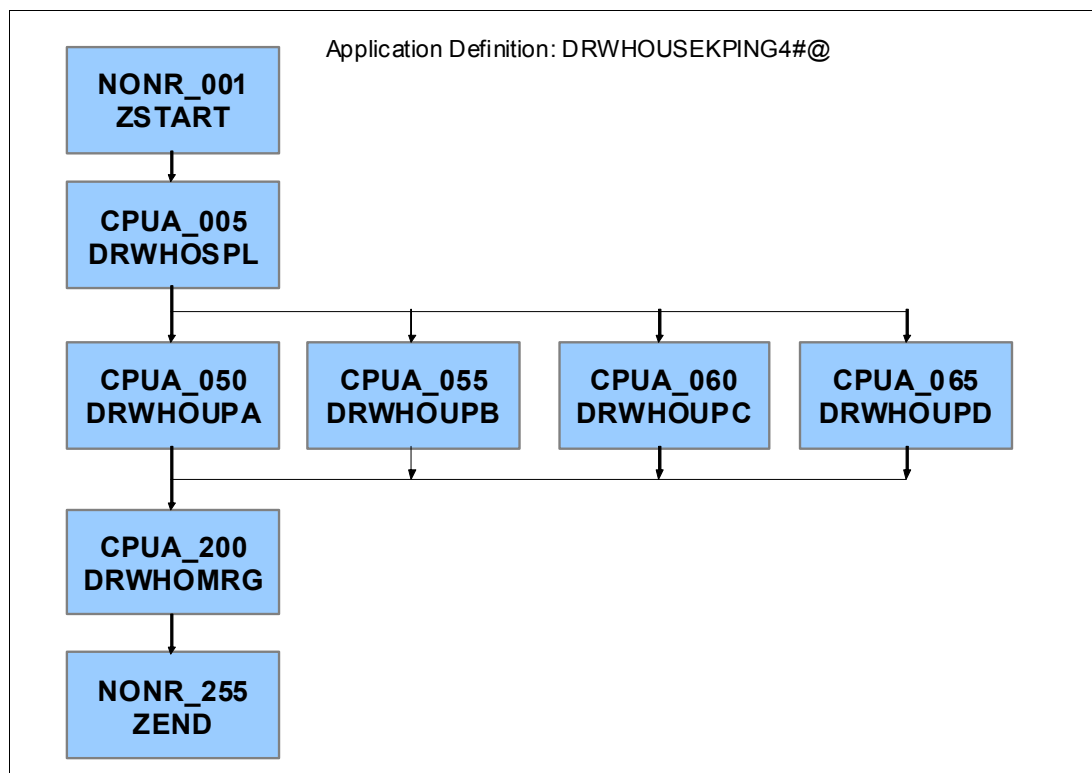 Application Definition: DRWHOUSEKPING4#@
NONR_001
ZSTART
CPUA_005
DRWHOSPL
CPUA_050
DRWHOUPA
CPUA_055
DRWHOUPB
CPUA_060
DRWHOUPC
CPUA_065
DRWHOUPD
CPUA_200
DRWHOMRG
NONR_255
ZEND